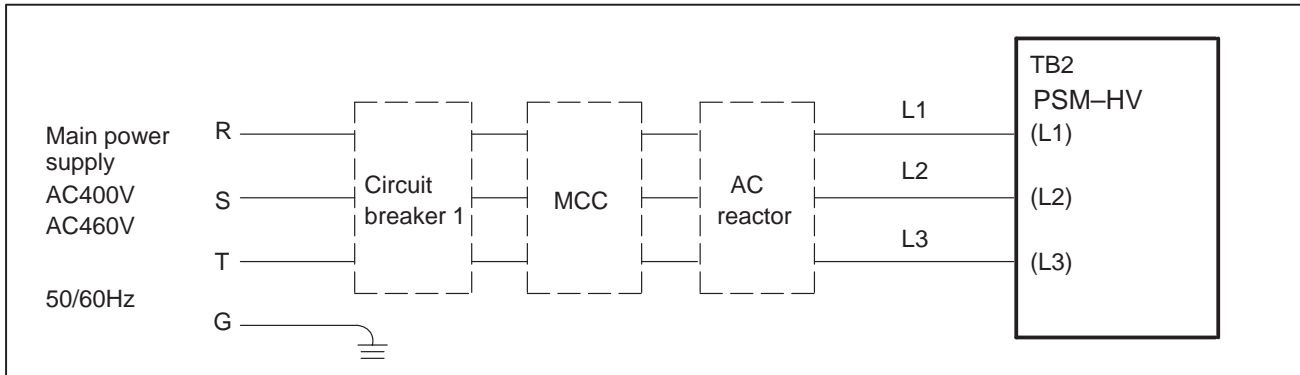 TB2
PSM–HV
Main power
supply
AC400V
AC460V
50/60Hz
R
S
T
G
Circuit
breaker 1
MCC
AC
reactor
L1
L2
L3
(L1)
(L2)
(L3)